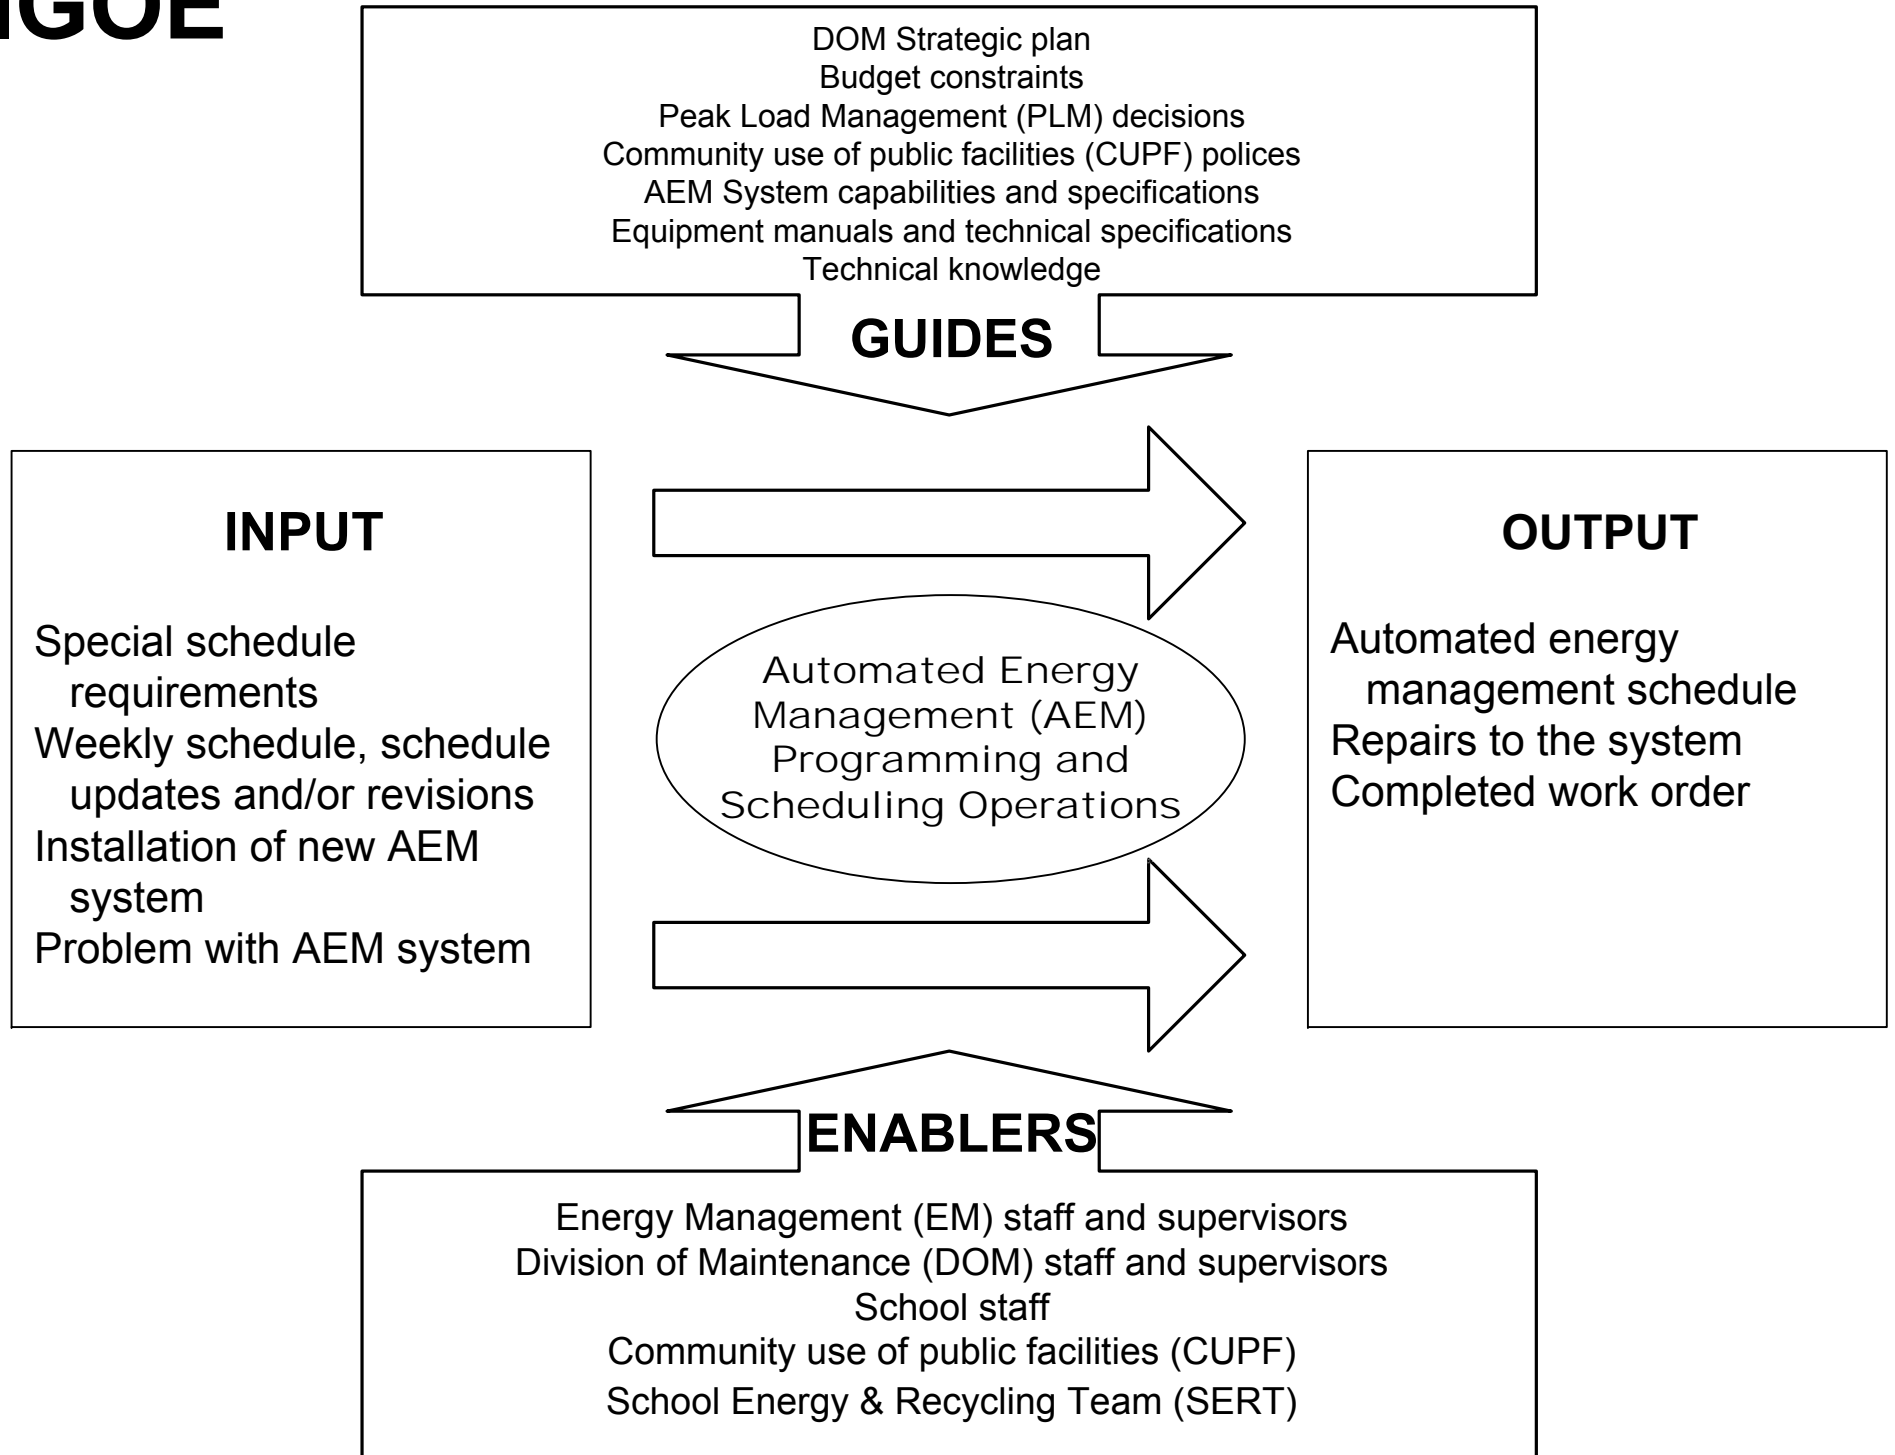 IGOE
DOM Strategic plan
Budget constraints
Peak Load Management (PLM) decisions
Community use of public facilities (CUPF) polices
AEM System capabilities and specifications
Equipment manuals and technical specifications
Technical knowledge
GUIDES
INPUT
Special schedule
requirements
Weekly schedule, schedule
updates and/or revisions
Installation of new AEM
system
Problem with AEM system
Automated Energy
Management (AEM)
Programming and
Scheduling Operations
OUTPUT
Automated energy
management schedule
Repairs to the system
Completed work order
ENABLERS
Energy Management (EM) staff and supervisors
Division of Maintenance (DOM) staff and supervisors
School staff
Community use of public facilities (CUPF)
School Energy & Recycling Team (SERT)